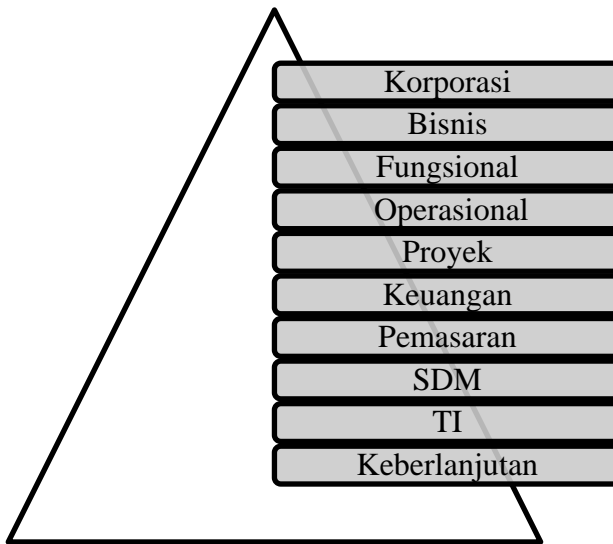 Korporasi
Bisnis
Fungsional
Operasional
Proyek
Keuangan
Pemasaran
SDM
TI
Keberlanjutan